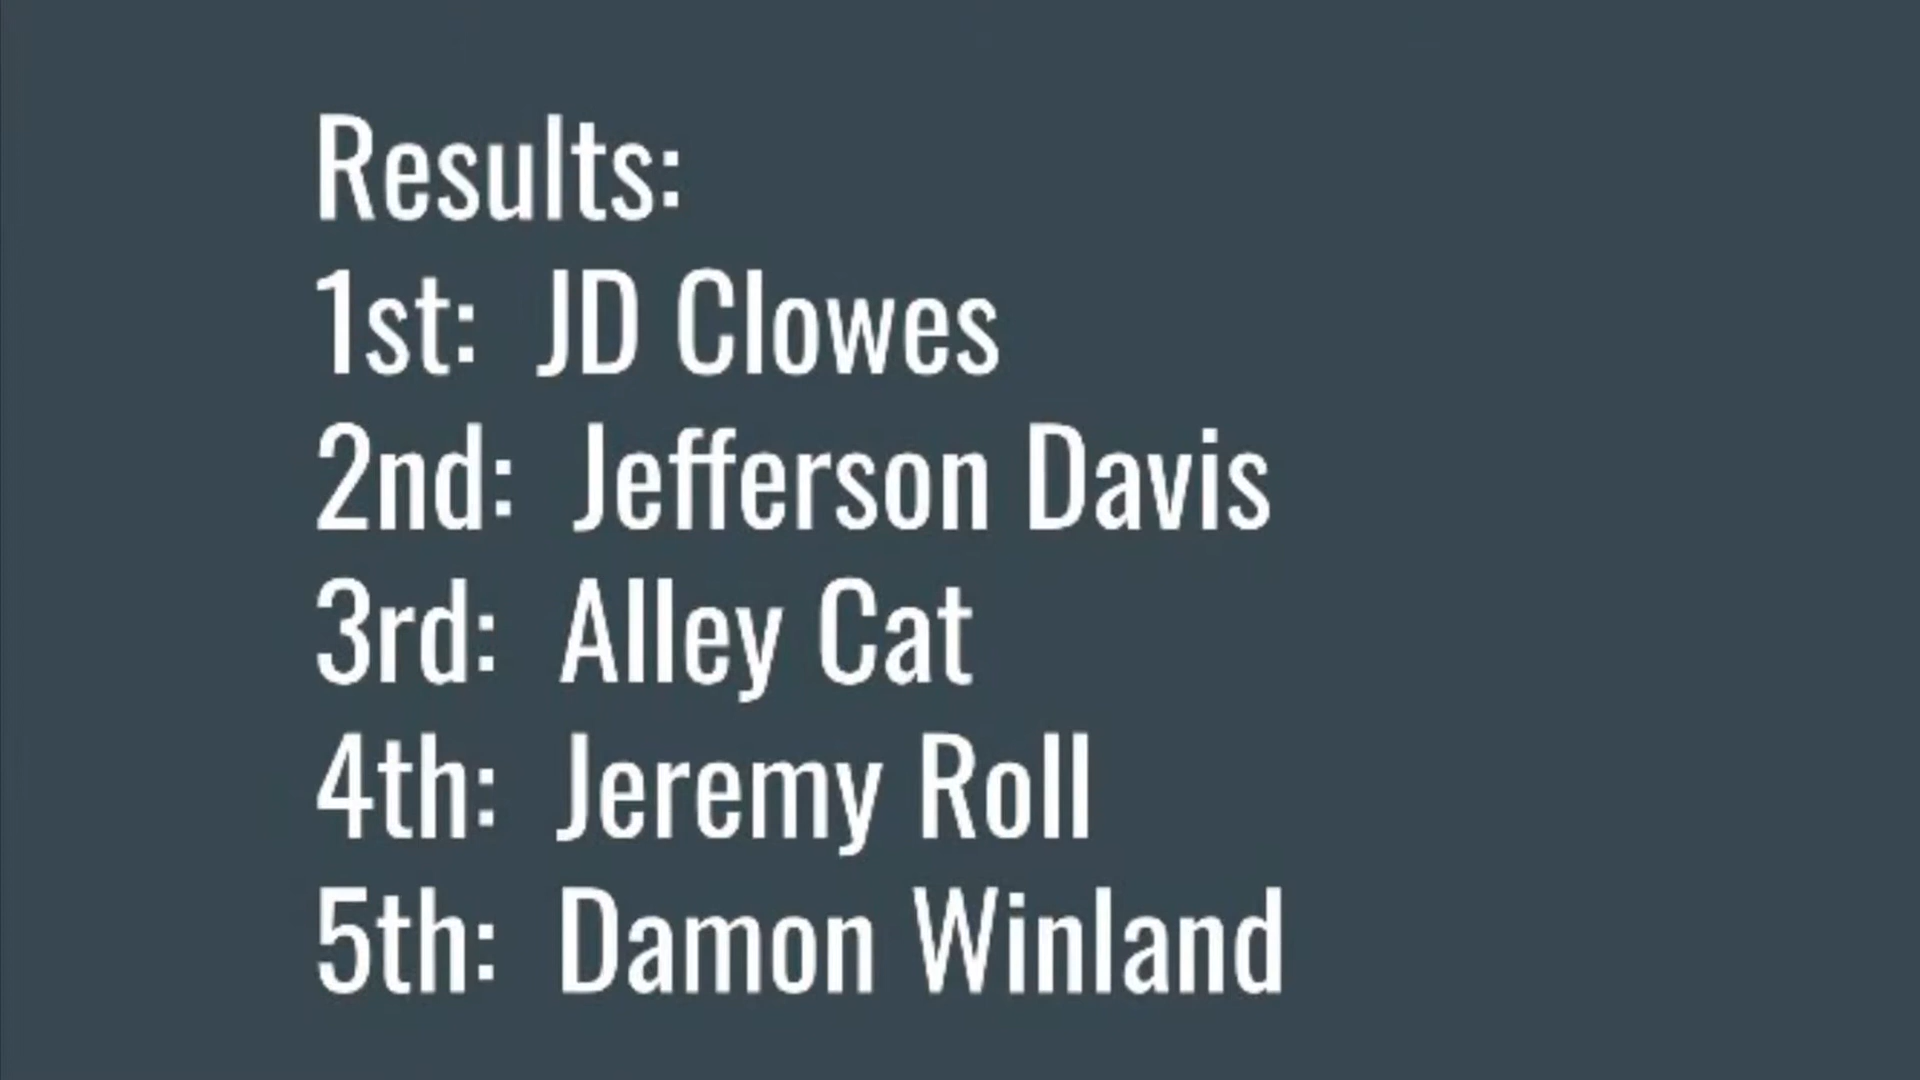 Results:
1st:  JD Clowes
2nd:  Jefferson Davis
3rd:  Alley Cat
4th:  Jeremy Roll
5th:  Damon Winland